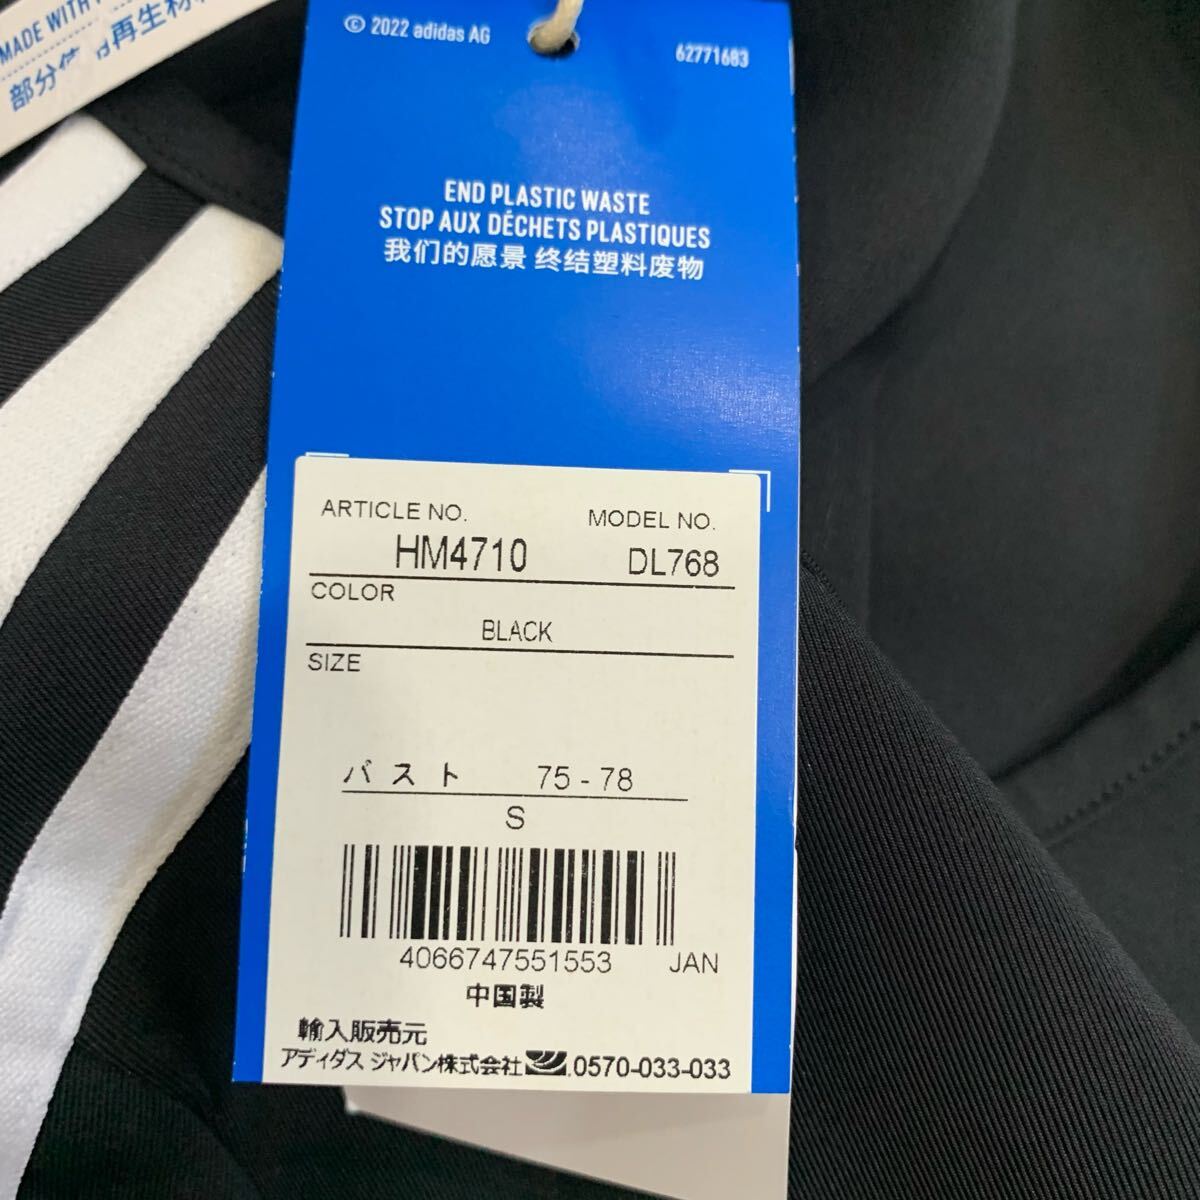 MADE WITH
部分使 再生材
© 2022 adidas AG
62771683
END PLASTIC WASTE
STOP AUX DÉCHETS PLASTIQUES
我们的愿景 终结塑料废物
ARTICLE NO. MODEL NO.
HM4710 DL768
COLOR
BLACK
SIZE
バスト 75 - 78
S
4066747551553 JAN
中国製
輸入販売元
アディダス ジャパン株式会社 0570-033-033